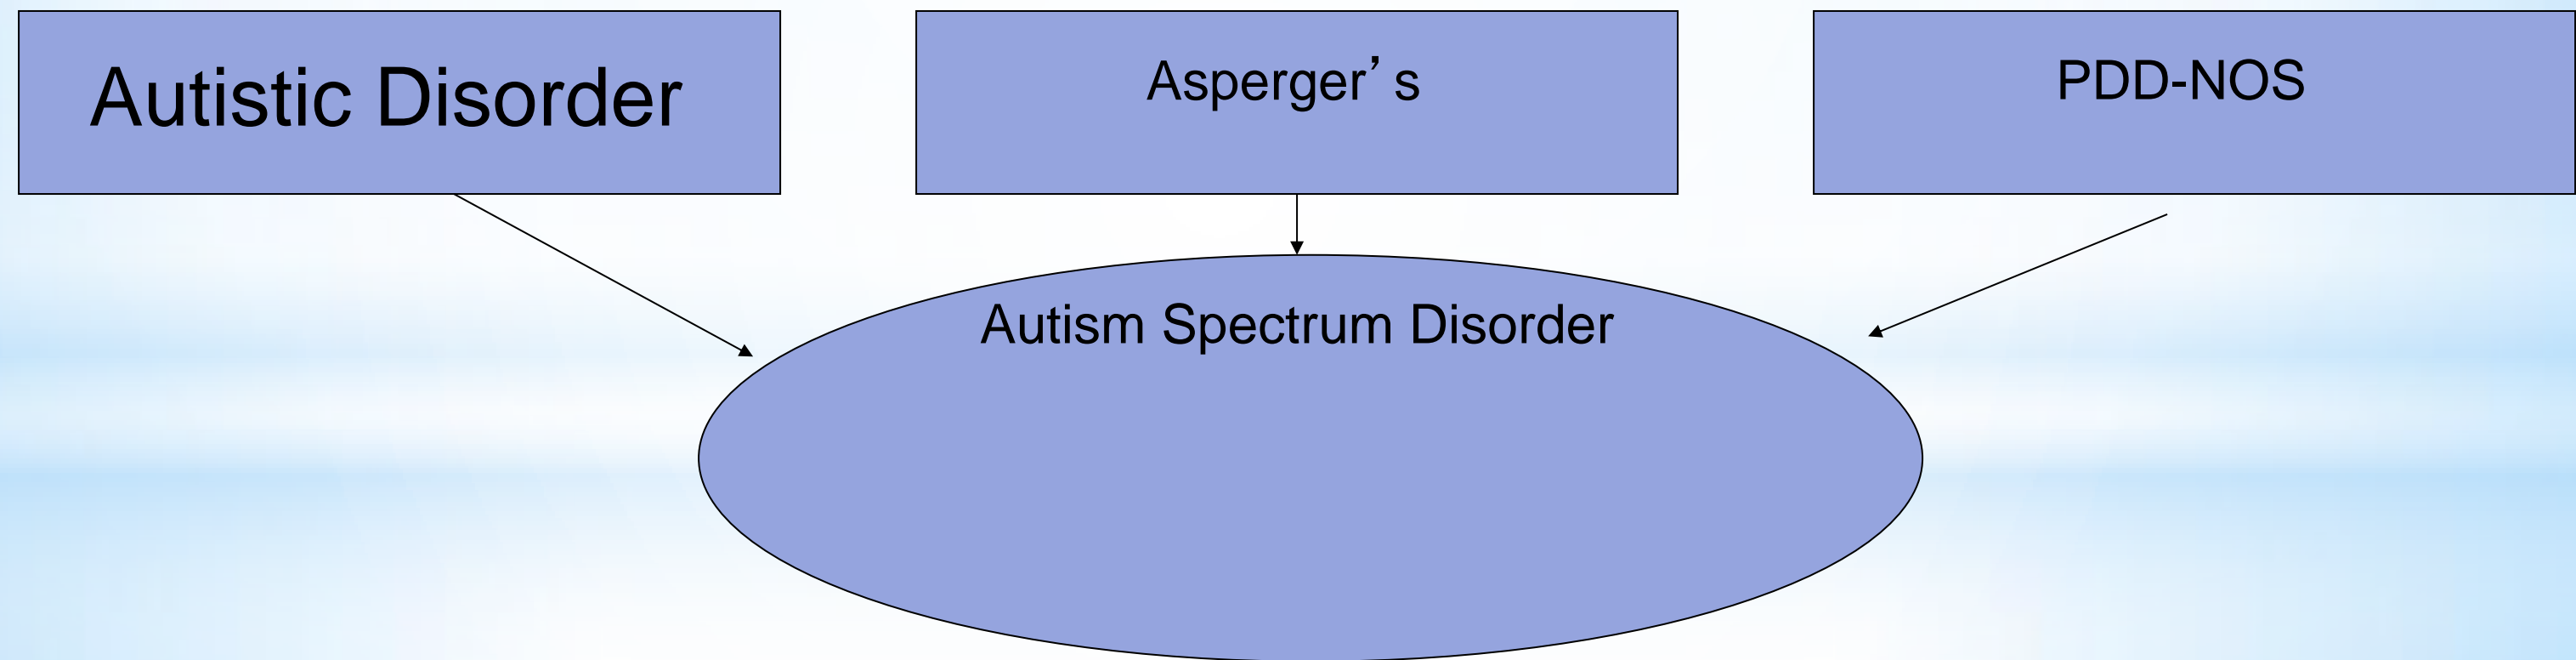 Autistic Disorder
Asperger’s
PDD-NOS
Autism Spectrum Disorder